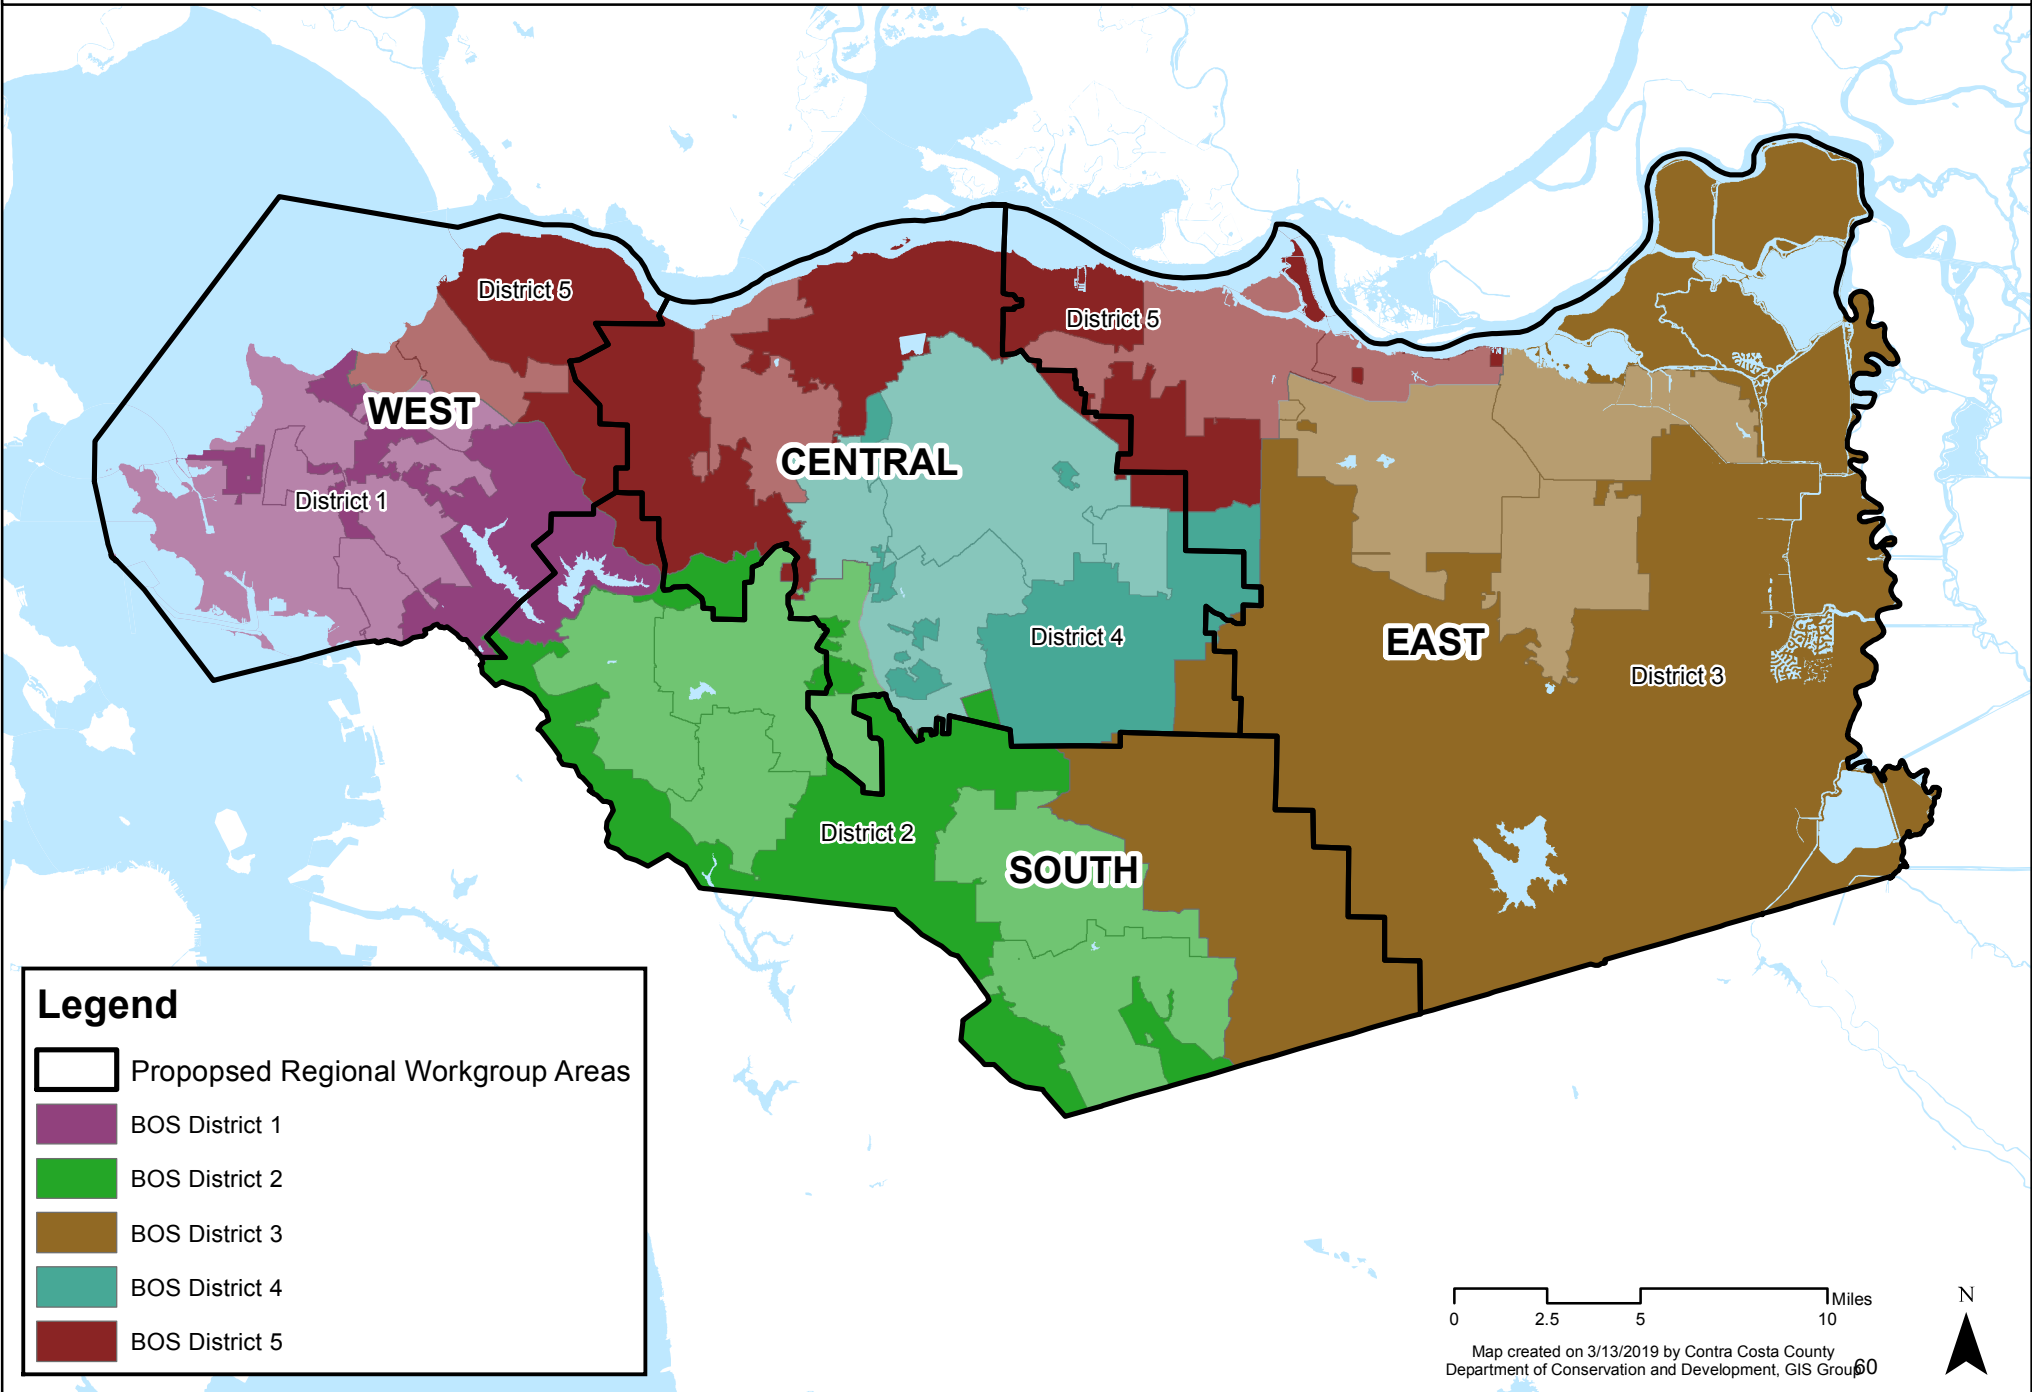 District 5
District 5
WEST
CENTRAL
District 1
District 4
EAST
District 3
District 2
SOUTH
Legend
Propopsed Regional Workgroup Areas
BOS District 1
BOS District 2
BOS District 3
BOS District 4
BOS District 5
Miles
0 2.5 5 10
N
Map created on 3/13/2019 by Contra Costa County
Department of Conservation and Development, GIS Group
60